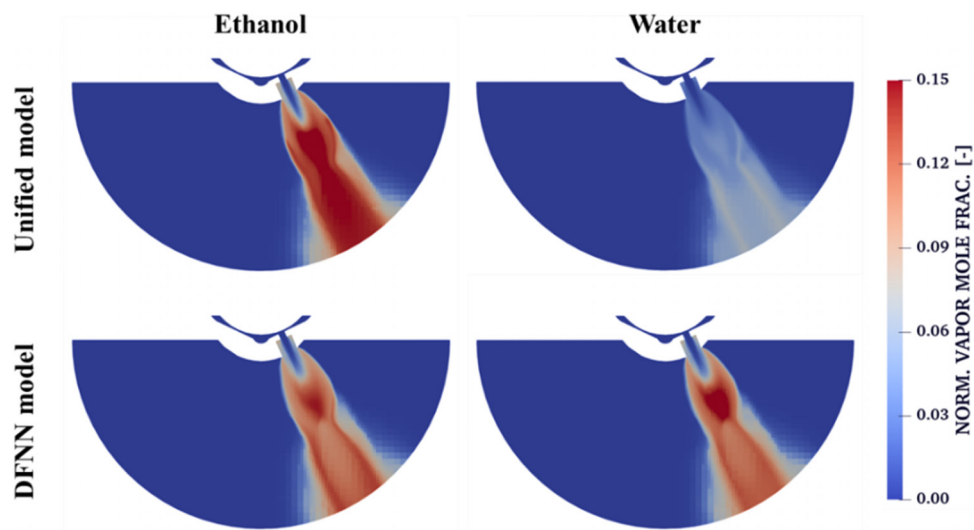 Ethanol
Water
Unified model
DFNN model
0.15
0.12
0.09
0.06
0.03
0.00
NORM. VAPOR MOLE FRAC. [-]